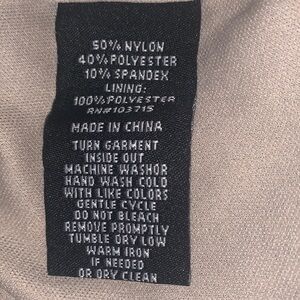 50% NYLON
40% POLYESTER
10% SPANDEX
LINING:
100% POLYESTER
RN#103715
MADE IN CHINA
TURN GARMENT
INSIDE OUT
MACHINE WASHOR
HAND WASH COLD
WITH LIKE COLORS
GENTLE CYCLE
DO NOT BLEACH
REMOVE PROMPTLY
TUMBLE DRY LOW
WARM IRON
IF NEEDED
OR DRY CLEAN